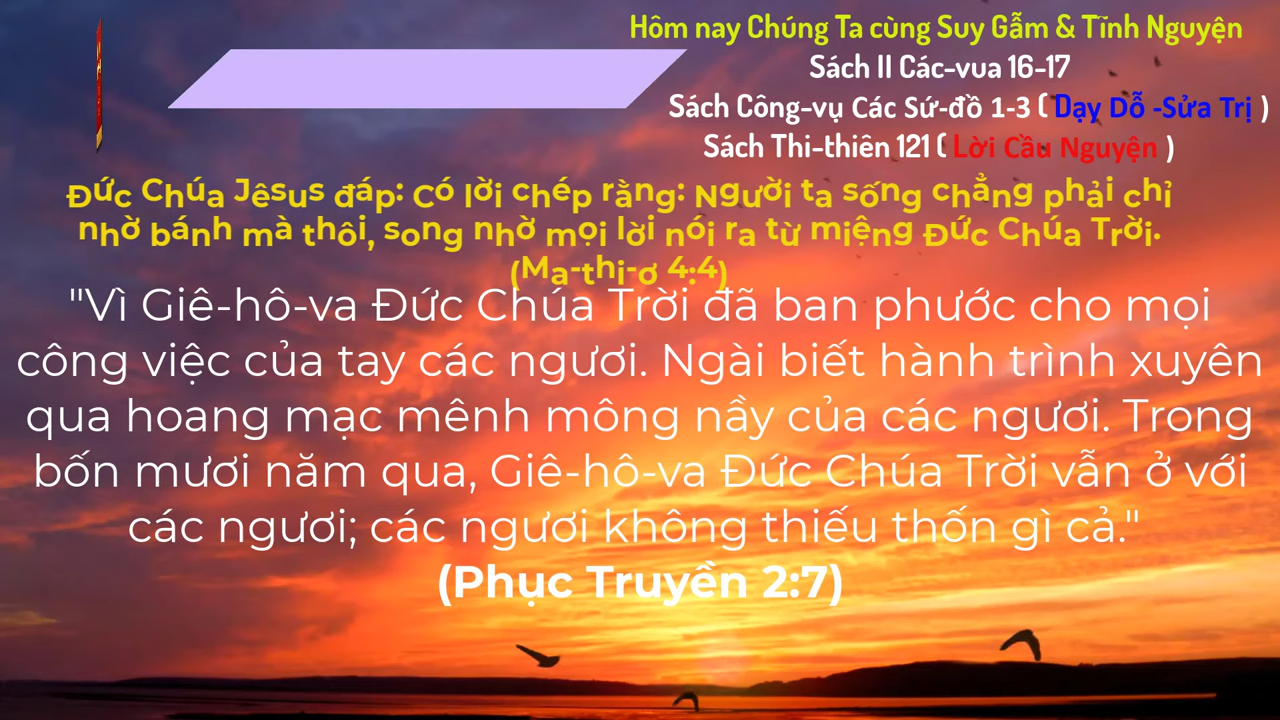 Hôm nay Chúng Ta cùng Suy Gẫm & Tĩnh Nguyện
Sách II Các-vua 16-17
Sách Công-vụ Các Sứ-đồ 1-3 ( Dạy Dỗ -Sửa Trị )
Sách Thi-thiên 121 ( Lời Cầu Nguyện )
Đức Chúa Jêsus đáp: Có lời chép rằng: Người ta sống chẳng phải chỉ
nhờ bánh mà thôi, song nhờ mọi lời nói ra từ miệng Đức Chúa Trời.
(Ma-thi-ơ 4:4)
"Vì Giê-hô-va Đức Chúa Trời đã ban phước cho mọi
công việc của tay các ngươi. Ngài biết hành trình xuyên
qua hoang mạc mênh mông nầy của các ngươi. Trong
bốn mươi năm qua, Giê-hô-va Đức Chúa Trời vẫn ở với
các ngươi; các ngươi không thiếu thốn gì cả."
(Phục Truyền 2:7)